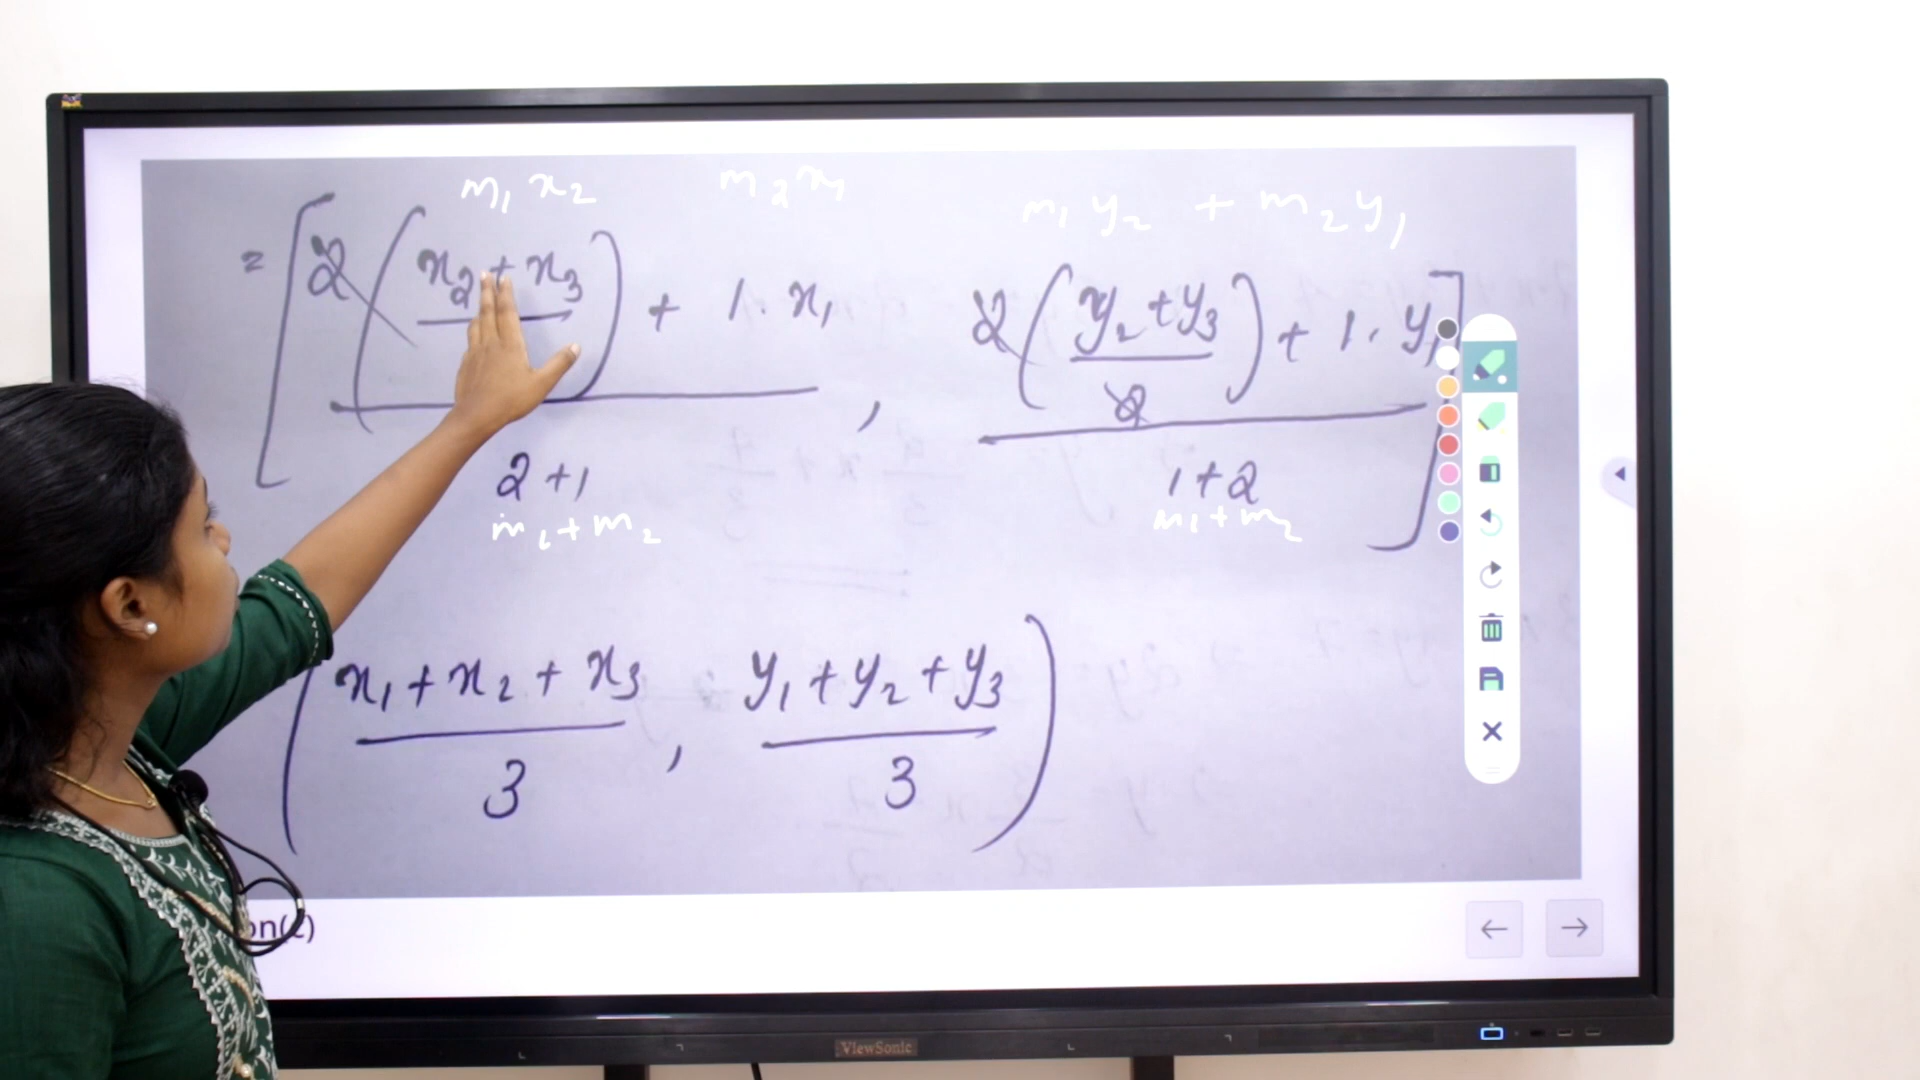 m₁ x₂ m₂ x₁ m₁ y₂ + m₂ y₁
= [ 2 ( x₂ + x₃ ) + 1 . x₁ , 2 ( y₂ + y₃ / 2 ) + 1 . y₁ ]
2 + 1 1 + 2
m₁ + m₂ m₁ + m₂
( x₁ + x₂ + x₃ / 3 , y₁ + y₂ + y₃ / 3 )
on(c)
ViewSonic